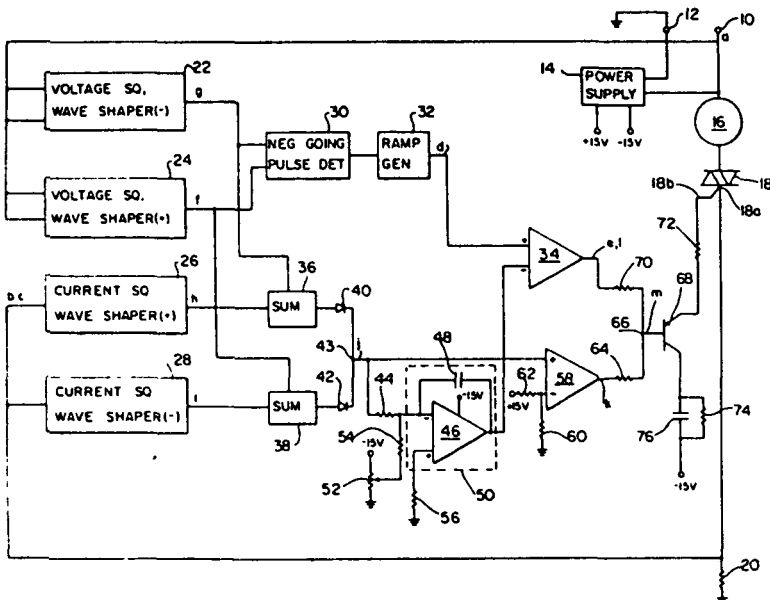 12
10
a
14
POWER
SUPPLY
+15V
-15V
16
22
VOLTAGE SQ,
WAVE SHAPER(-)
g
30
NEG GOING
PULSE DET
32
RAMP
GEN
d
24
VOLTAGE SQ,
WAVE SHAPER(+)
f
18
18b
18a
72
26
CURRENT SQ
WAVE SHAPER(+)
b c
h
36
SUM
40
+
34
-
e,l
70
m
68
66
28
CURRENT SQ
WAVE SHAPER(-)
i
SUM
38
42
43
j
44
48
-15V
-
46
+
50
54
-15V
52
56
62
+15V
+
58
-
k
64
60
76
74
-15V
20